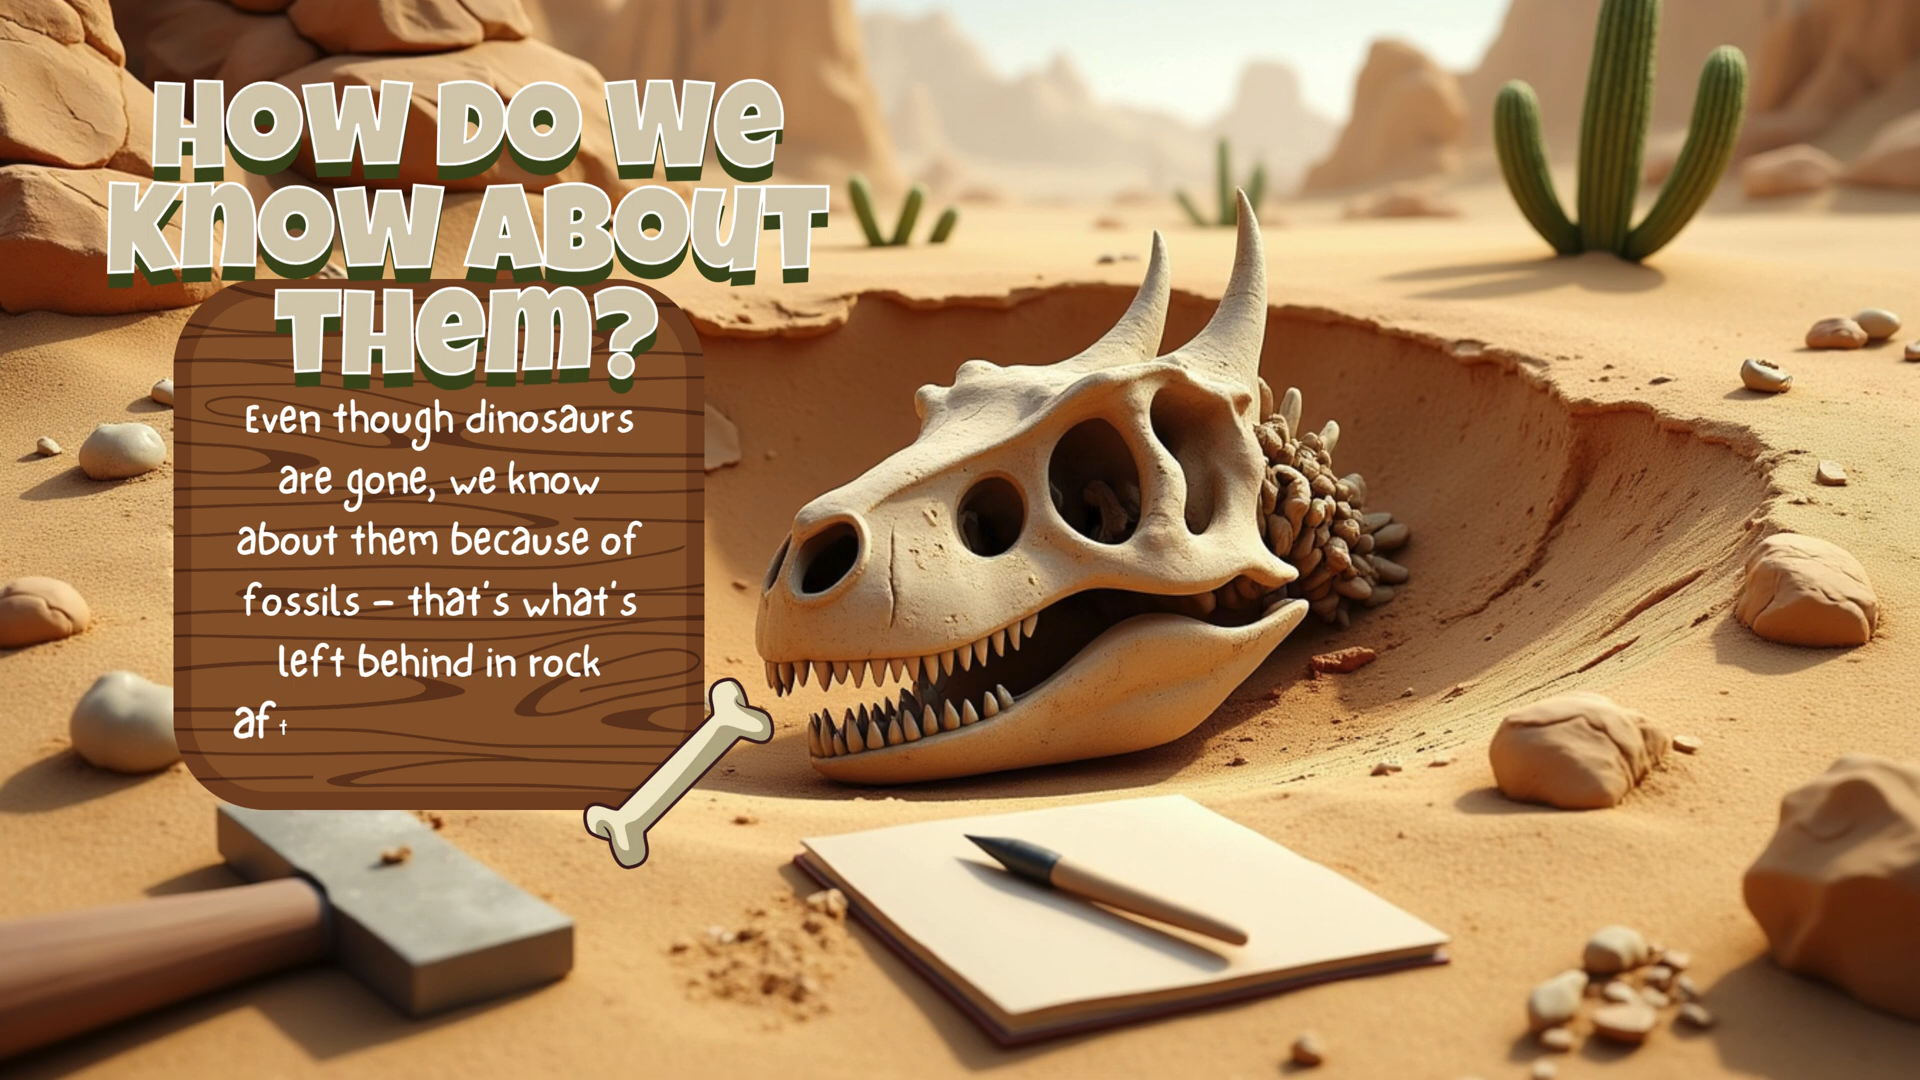 HOW DO WE
KNOW ABOUT
THEM?
Even though dinosaurs
are gone, we know
about them because of
fossils – that's what's
left behind in rock
aft